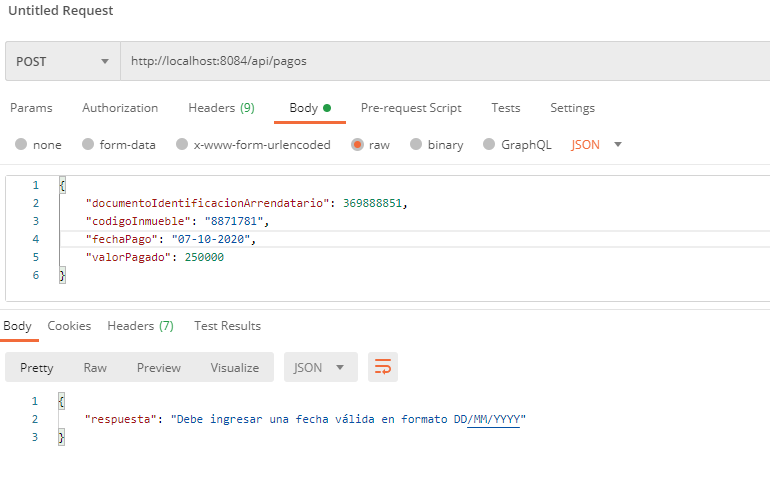 Untitled Request
POST http://localhost:8084/api/pagos
Params Authorization Headers (9) Body Pre-request Script Tests Settings
none form-data x-www-form-urlencoded raw binary GraphQL JSON
1 {
2 "documentoIdentificacionArrendatario": 369888851,
3 "codigoInmueble": "8871781",
4 "fechaPago": "07-10-2020",
5 "valorPagado": 250000
6 }
Body Cookies Headers (7) Test Results
Pretty Raw Preview Visualize JSON
1 {
2 "respuesta": "Debe ingresar una fecha válida en formato DD/MM/YYYY"
3 }